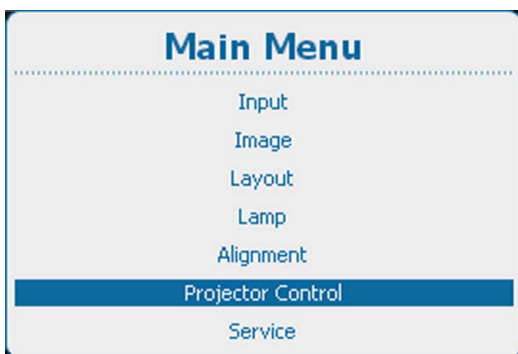 Main Menu
Input
Image
Layout
Lamp
Alignment
Projector Control
Service